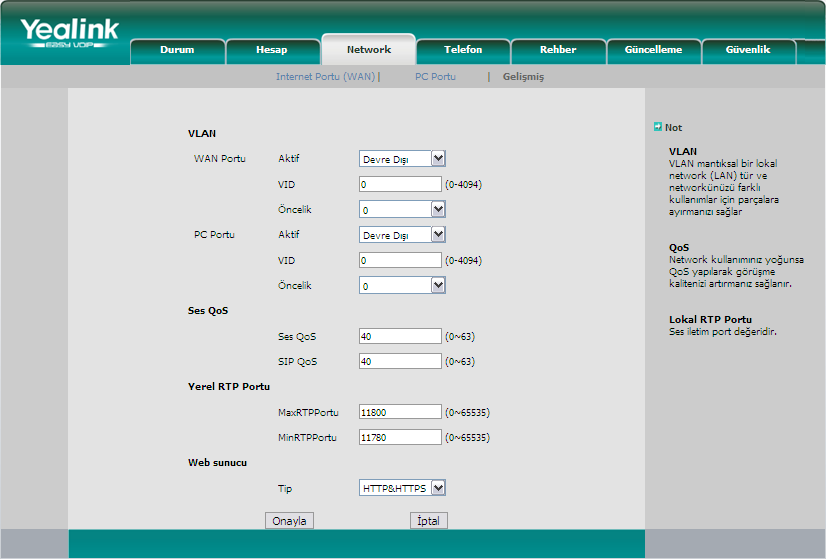 Yealink
EASY VOIP
Durum Hesap Network Telefon Rehber Güncelleme Güvenlik
Internet Portu (WAN) | PC Portu | Gelişmiş
VLAN
WAN Portu Aktif Devre Dışı
VID 0 (0-4094)
Öncelik 0
PC Portu Aktif Devre Dışı
VID 0 (0-4094)
Öncelik 0
Ses QoS
Ses QoS 40 (0~63)
SIP QoS 40 (0~63)
Yerel RTP Portu
MaxRTPPortu 11800 (0~65535)
MinRTPPortu 11780 (0~65535)
Web sunucu
Tip HTTP&HTTPS
Onayla İptal
Not
VLAN
VLAN mantıksal bir lokal
network (LAN) tür ve
networkünüzü farklı
kullanımlar için parçalara
ayırmanızı sağlar
QoS
Network kullanımınız yoğunsa
QoS yapılarak görüşme
kalitenizi artırmanız sağlanır.
Lokal RTP Portu
Ses iletim port değeridir.